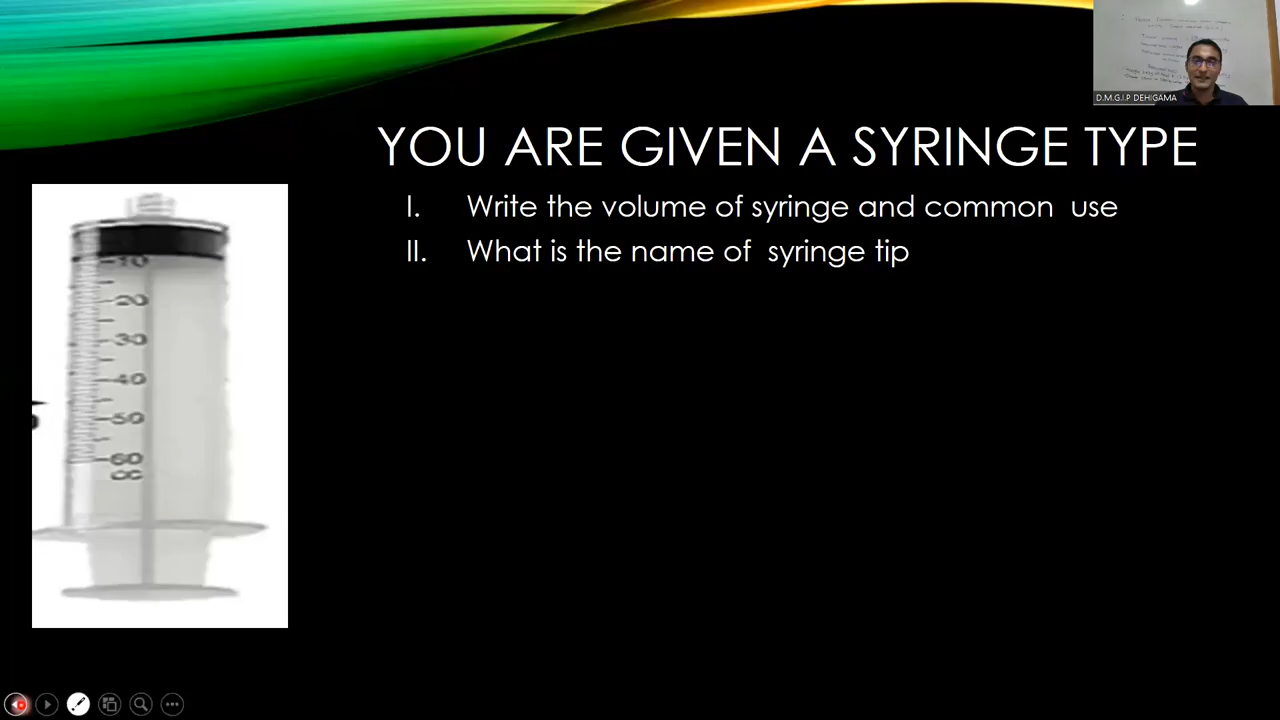 YOU ARE GIVEN A SYRINGE TYPE
I. Write the volume of syringe and common use
II. What is the name of syringe tip
D.M.G.I.P DEHIGAMA
10
20
30
40
50
60
CC